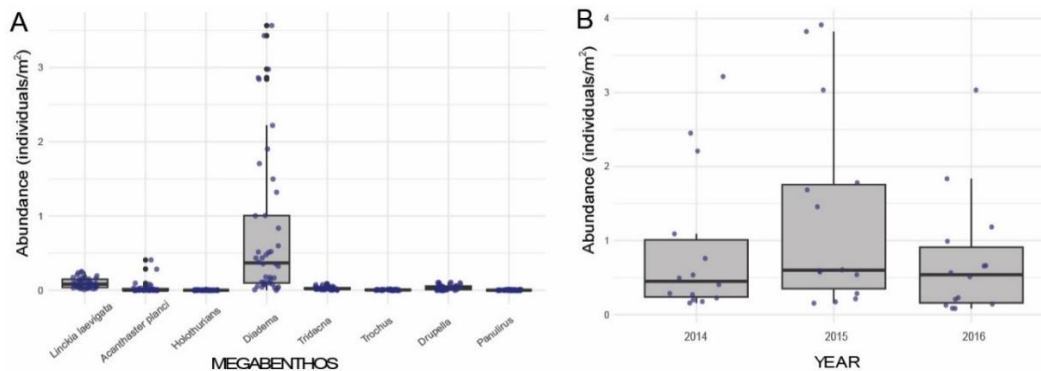 A
Abundance (individuals/m²)
3
2
1
0
Linckia laevigata
Acanthaster planci
Holothurians
Diadema
Tridacna
Trochus
Drupella
Panulirus
MEGABENTHOS
B
Abundance (individuals/m²)
4
3
2
1
0
2014
2015
2016
YEAR